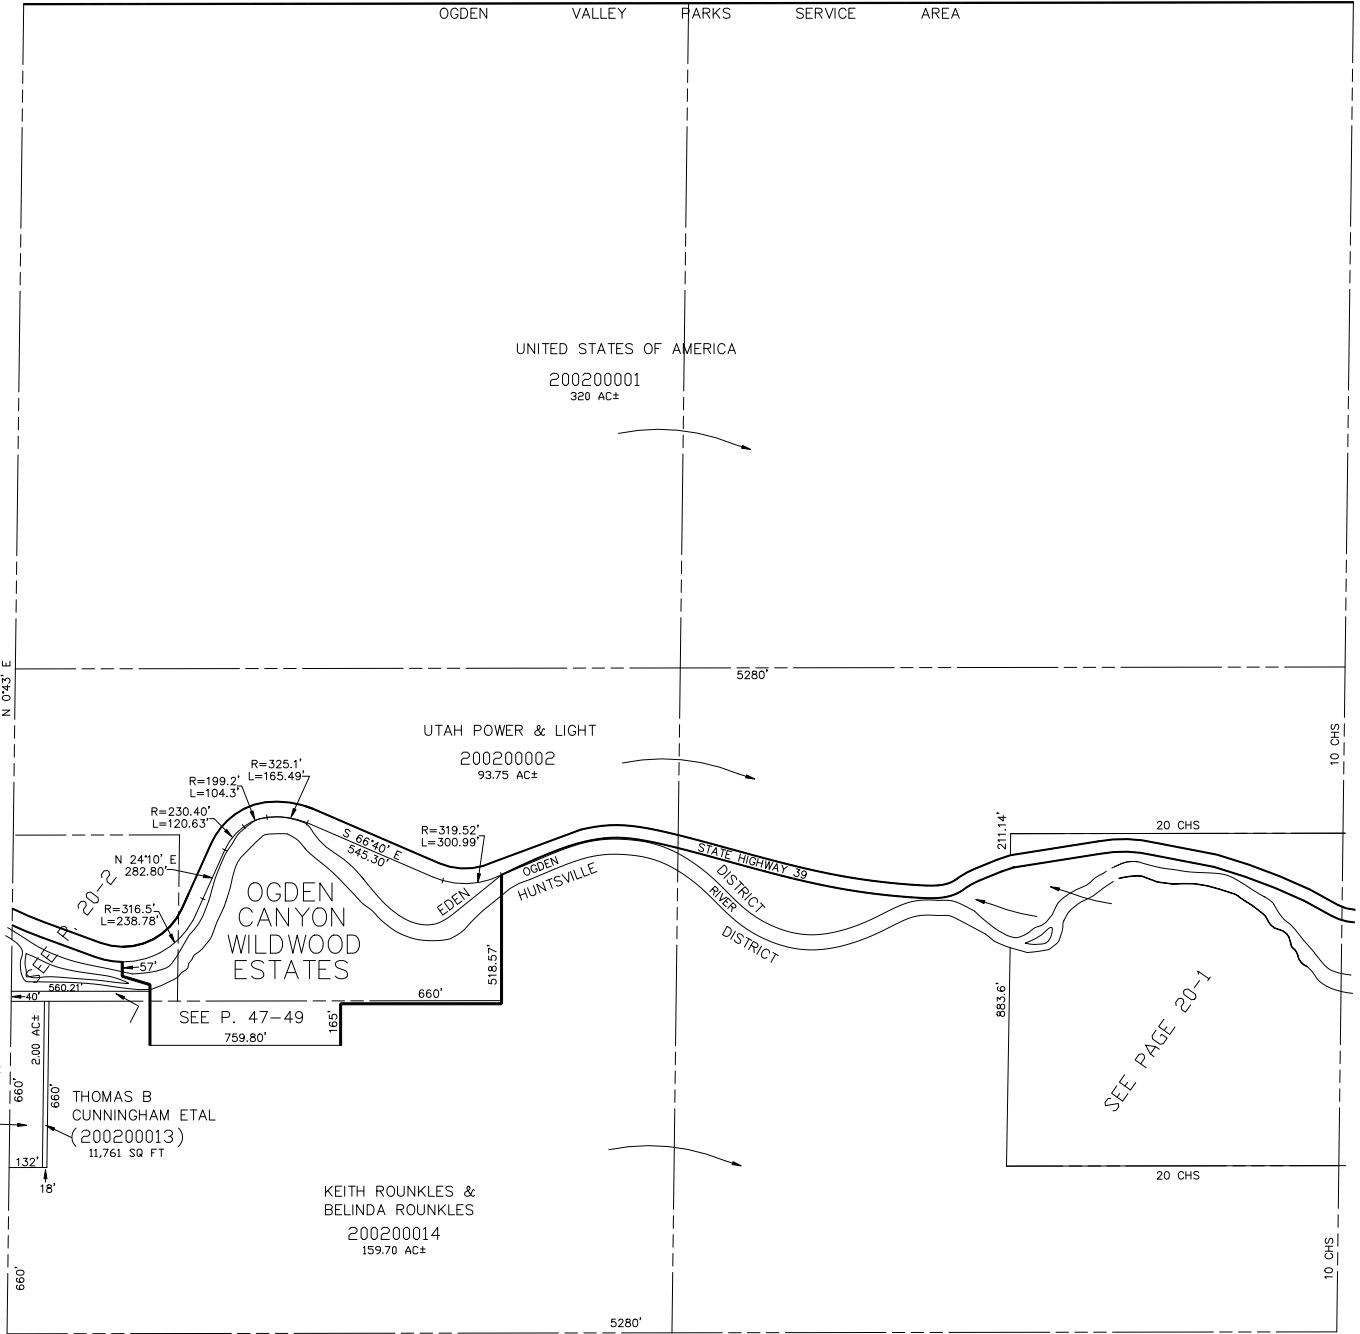 OGDEN VALLEY PARKS SERVICE AREA
UNITED STATES OF AMERICA
200200001
320 AC±
N 0°43' E
5280'
UTAH POWER & LIGHT
200200002
93.75 AC±
10 CHS
R=325.1'
L=165.49'
R=199.2'
L=104.3'
R=230.40'
L=120.63'
N 24°10' E
282.80'
R=316.5'
L=238.78'
S 66°40' E
545.30'
R=319.52'
L=300.99'
211.14'
20 CHS
STATE HIGHWAY 39
OGDEN
HUNTSVILLE
EDEN
DISTRICT
RIVER
DISTRICT
OGDEN
CANYON
WILDWOOD
ESTATES
SEE P. 20-2
57'
560.21'
40'
518.57'
660'
SEE P. 47-49
165'
759.80'
883.6'
SEE PAGE 20-1
2.00 AC±
660'
660'
THOMAS B
CUNNINGHAM ETAL
(200200013)
11,761 SQ FT
132'
18'
20 CHS
KEITH ROUNKLES &
BELINDA ROUNKLES
200200014
159.70 AC±
660'
10 CHS
5280'